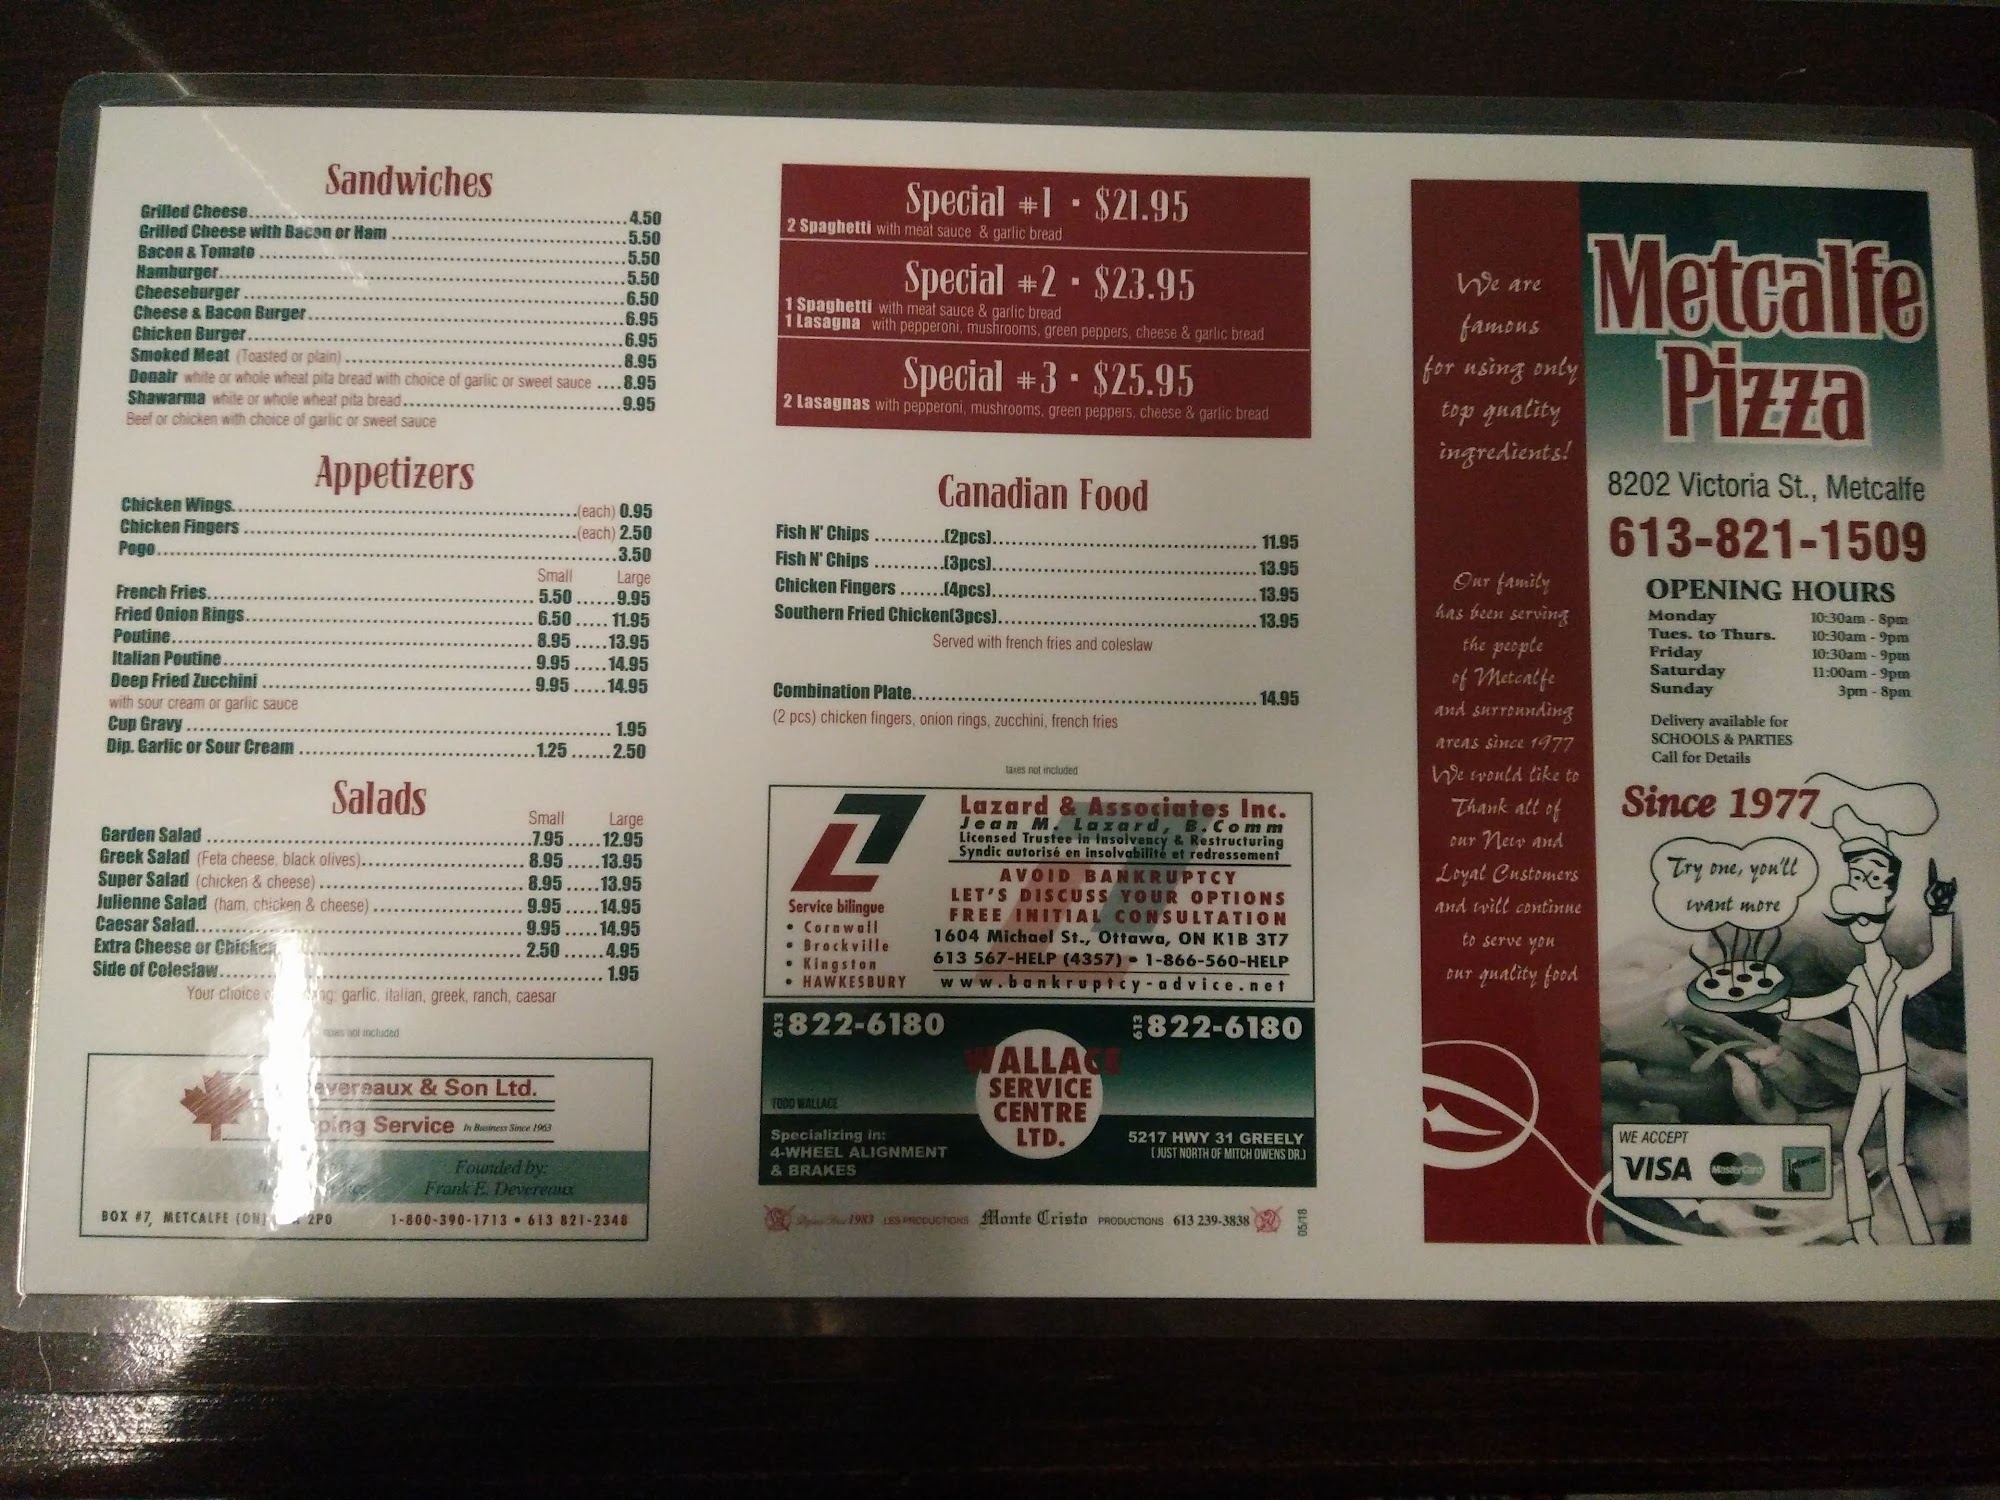 Sandwiches
Grilled Cheese 4.50
Grilled Cheese with Bacon or Ham 5.50
Bacon & Tomato 5.50
Hamburger 5.50
Cheeseburger 6.50
Cheese & Bacon Burger 6.95
Chicken Burger 6.95
Smoked Meat (Toasted or plain) 8.95
Donair white or whole wheat pita bread with choice of garlic or sweet sauce 8.95
Shawarma white or whole wheat pita bread 9.95
Beef or chicken with choice of garlic or sweet sauce
Appetizers
Chicken Wings (each) 0.95
Chicken Fingers (each) 2.50
Pogo 3.50
Small Large
French Fries 5.50 9.95
Fried Onion Rings 6.50 11.95
Poutine 8.95 13.95
Italian Poutine 9.95 14.95
Deep Fried Zucchini 9.95 14.95
with sour cream or garlic sauce
Cup Gravy 1.95
Dip. Garlic or Sour Cream 1.25 2.50
Salads
Small Large
Garden Salad 7.95 12.95
Greek Salad (Feta cheese, black olives) 8.95 13.95
Super Salad (chicken & cheese) 8.95 13.95
Julienne Salad (ham, chicken & cheese) 9.95 14.95
Caesar Salad 9.95 14.95
Extra Cheese or Chicken 2.50 4.95
Side of Coleslaw 1.95
Your choice garlic, italian, greek, ranch, caesar
not included
Devereaux & Son Ltd.
Service In Business Since 1963
Founded by:
Frank E. Devereaux
BOX #7, METCALFE (ON) 2P0
1-800-390-1713 • 613 821-2348
Special #1 · $21.95
2 Spaghetti with meat sauce & garlic bread
Special #2 · $23.95
1 Spaghetti with meat sauce & garlic bread
1 Lasagna with pepperoni, mushrooms, green peppers, cheese & garlic bread
Special #3 · $25.95
2 Lasagnas with pepperoni, mushrooms, green peppers, cheese & garlic bread
Canadian Food
Fish N' Chips (2pcs) 11.95
Fish N' Chips (3pcs) 13.95
Chicken Fingers (4pcs) 13.95
Southern Fried Chicken(3pcs) 13.95
Served with french fries and coleslaw
Combination Plate 14.95
(2 pcs) chicken fingers, onion rings, zucchini, french fries
taxes not included
Service bilingue
• Cornwall
• Brockville
• Kingston
• HAWKESBURY
Lazard & Associates Inc.
Jean M. Lazard, B.Comm
Licensed Trustee in Insolvency & Restructuring
Syndic autorisé en insolvabilité et redressement
AVOID BANKRUPTCY
LET'S DISCUSS YOUR OPTIONS
FREE INITIAL CONSULTATION
1604 Michael St., Ottawa, ON K1B 3T7
613 567-HELP (4357) • 1-866-560-HELP
www.bankruptcy-advice.net
613 822-6180
613 822-6180
WALLACE
SERVICE
CENTRE
LTD.
TODD WALLACE
Specializing in:
4-WHEEL ALIGNMENT
& BRAKES
5217 HWY 31 GREELY
(JUST NORTH OF MITCH OWENS DR.)
Depuis Since 1983 LES PRODUCTIONS Monte Cristo PRODUCTIONS 613 239-3838
05/18
We are
famous
for using only
top quality
ingredients!
Our family
has been serving
the people
of Metcalfe
and surrounding
areas since 1977
We would like to
Thank all of
our New and
Loyal Customers
and will continue
to serve you
our quality food
Metcalfe
Pizza
8202 Victoria St., Metcalfe
613-821-1509
OPENING HOURS
Monday 10:30am - 8pm
Tues. to Thurs. 10:30am - 9pm
Friday 10:30am - 9pm
Saturday 11:00am - 9pm
Sunday 3pm - 8pm
Delivery available for
SCHOOLS & PARTIES
Call for Details
Since 1977
Try one, you'll
want more
WE ACCEPT
VISA MasterCard Interac